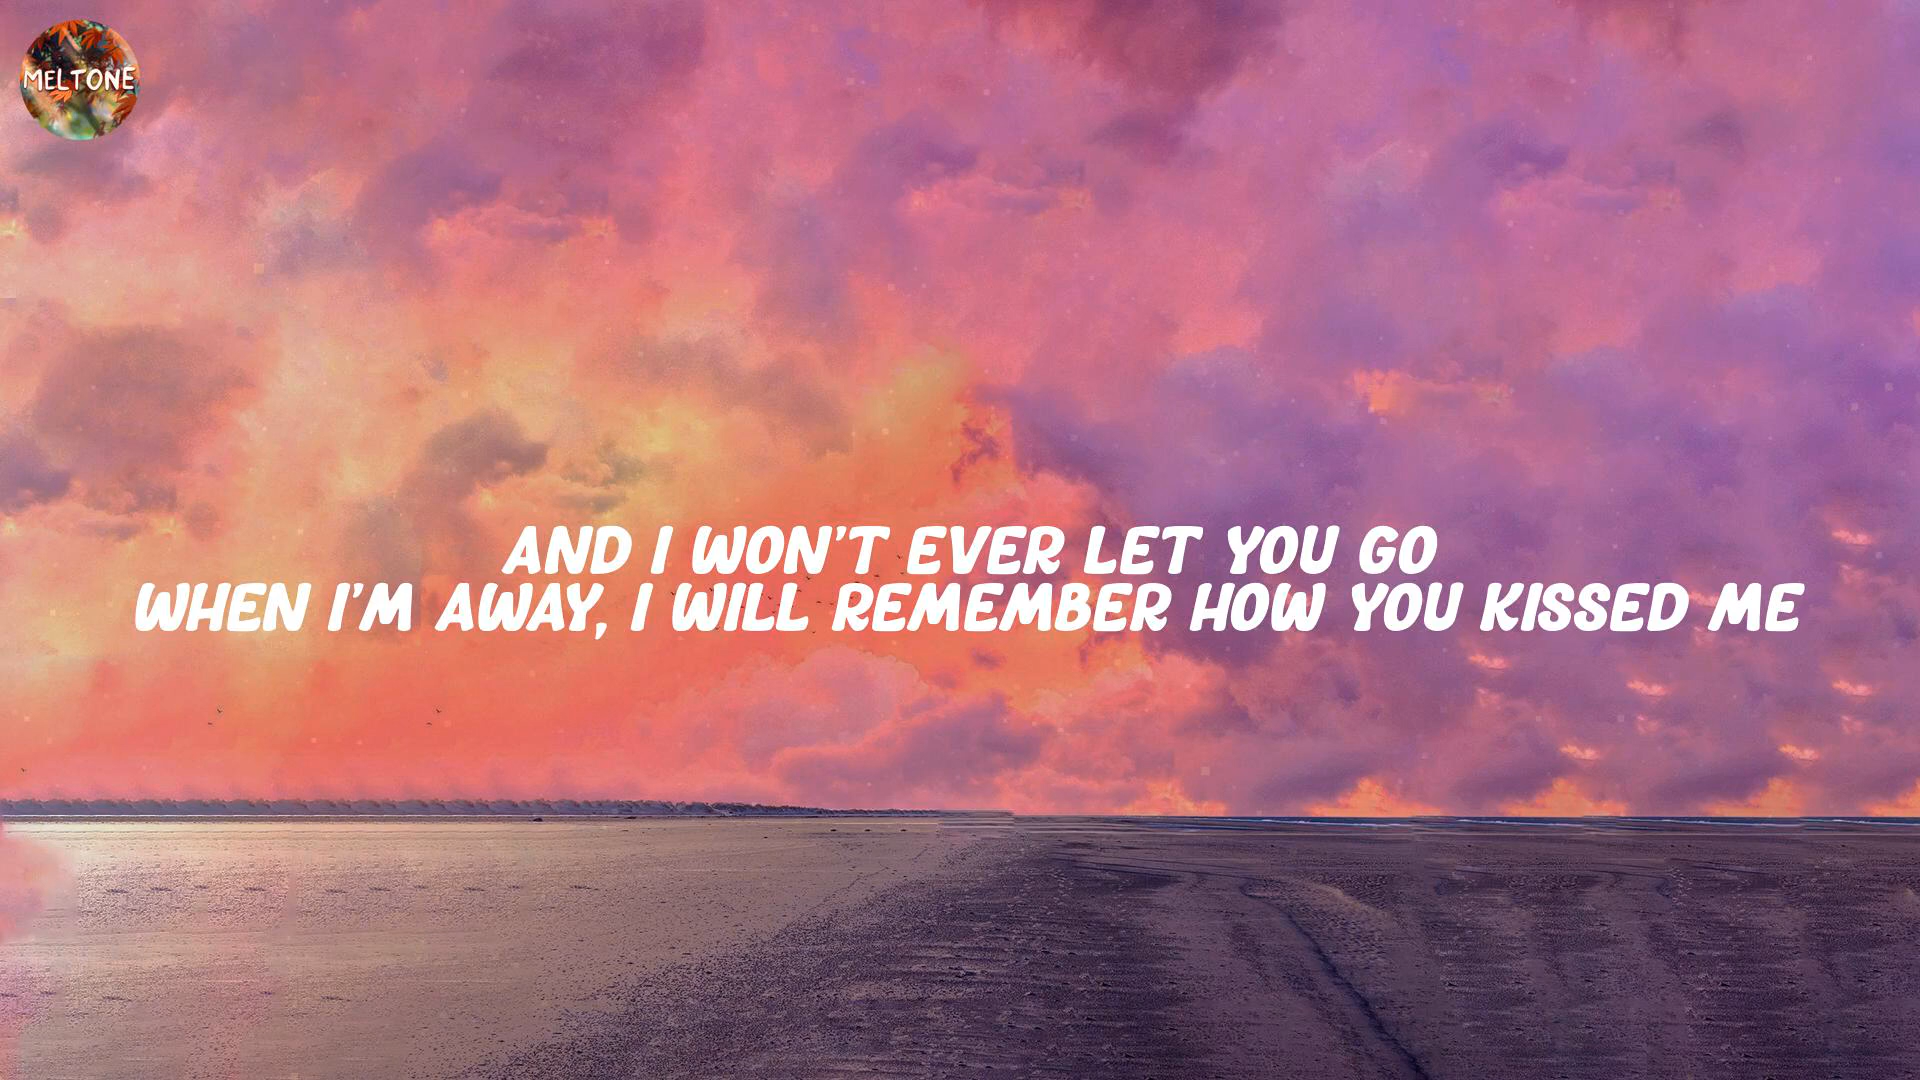 MELTONE
AND I WON'T EVER LET YOU GO
WHEN I'M AWAY, I WILL REMEMBER HOW YOU KISSED ME